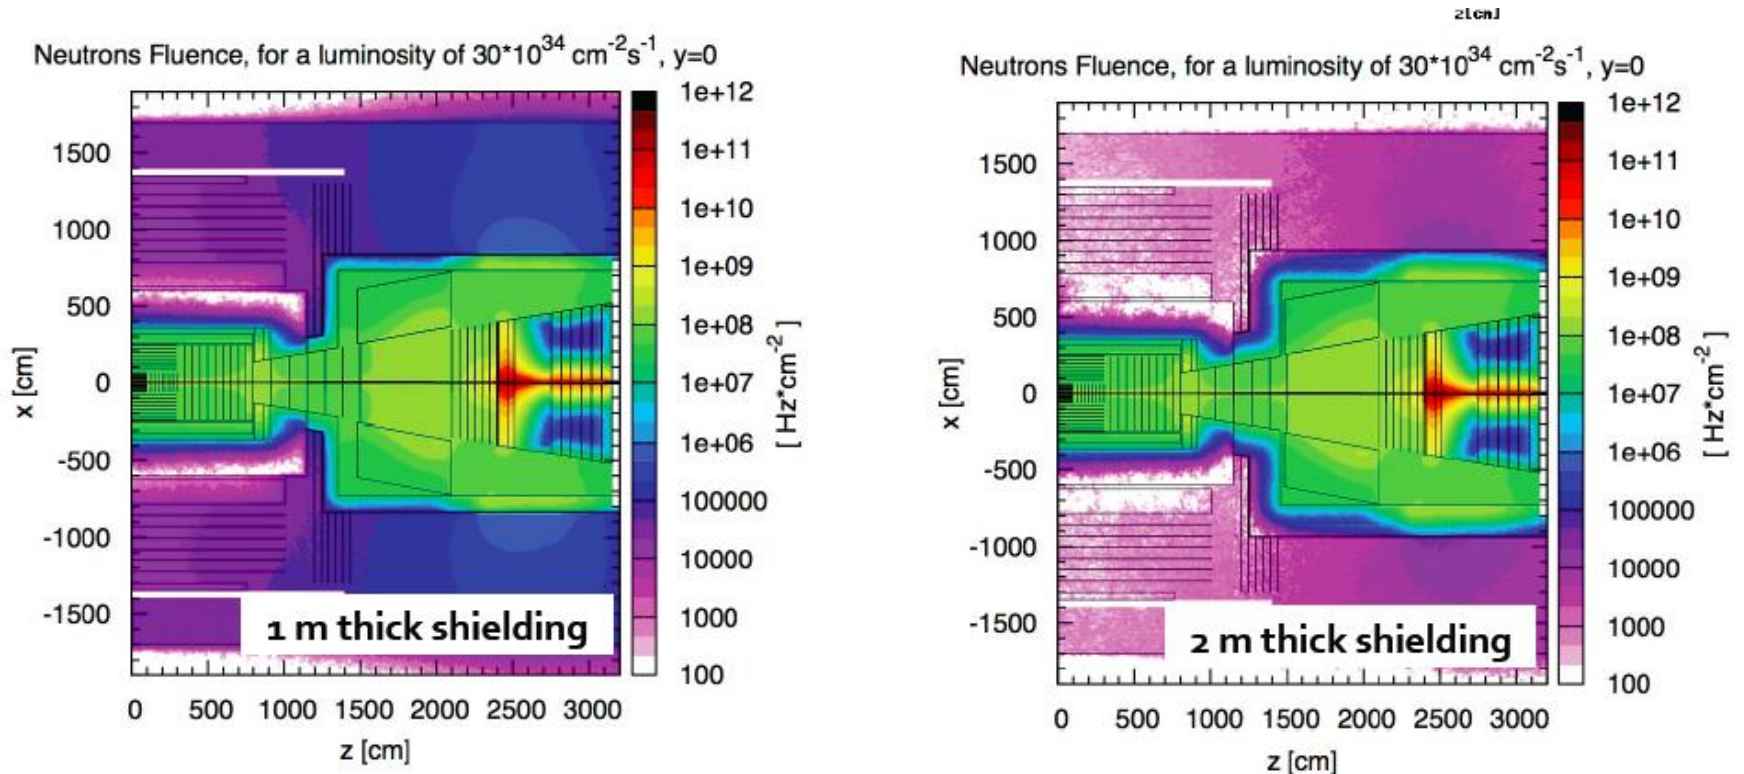 z[cm]
Neutrons Fluence, for a luminosity of 30*10^34 cm^-2s^-1, y=0
1500
1000
500
0
-500
-1000
-1500
x [cm]
0 500 1000 1500 2000 2500 3000
z [cm]
1e+12
1e+11
1e+10
1e+09
1e+08
1e+07
1e+06
100000
10000
1000
100
[ Hz*cm^-2 ]
1 m thick shielding
Neutrons Fluence, for a luminosity of 30*10^34 cm^-2s^-1, y=0
1500
1000
500
0
-500
-1000
-1500
x [cm]
0 500 1000 1500 2000 2500 3000
z [cm]
1e+12
1e+11
1e+10
1e+09
1e+08
1e+07
1e+06
100000
10000
1000
100
[ Hz*cm^-2 ]
2 m thick shielding